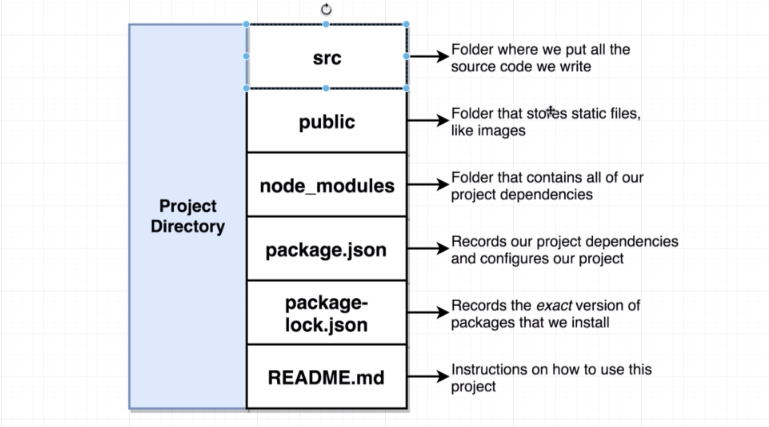 Project
Directory
src
Folder where we put all the
source code we write
public
Folder that stores static files,
like images
node_modules
Folder that contains all of our
project dependencies
package.json
Records our project dependencies
and configures our project
package-
lock.json
Records the exact version of
packages that we install
README.md
Instructions on how to use this
project